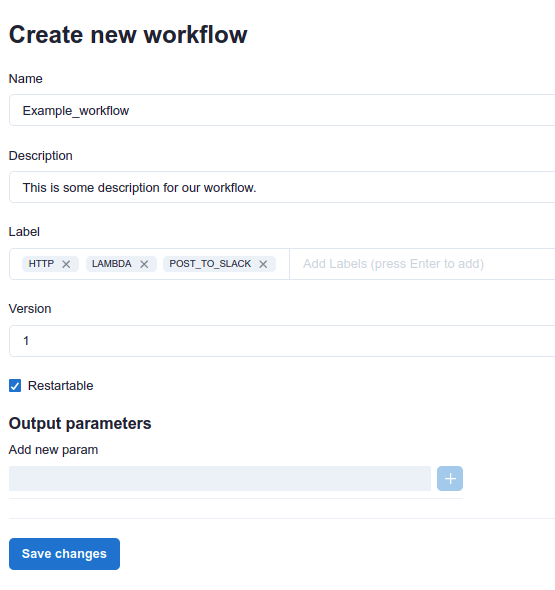 Create new workflow
Name
Example_workflow
Description
This is some description for our workflow.
Label
HTTP LAMBDA POST_TO_SLACK Add Labels (press Enter to add)
Version
1
Restartable
Output parameters
Add new param
Save changes